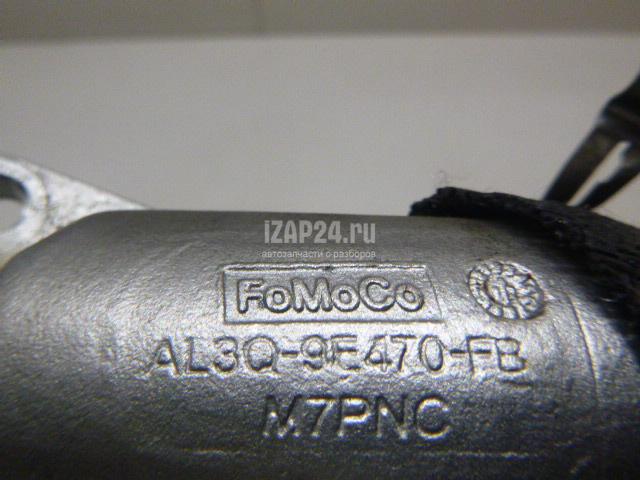 iZAP24.ru
автозапчасти с разборов
FoMoCo
AL3Q-9E470-FB
M7PNC